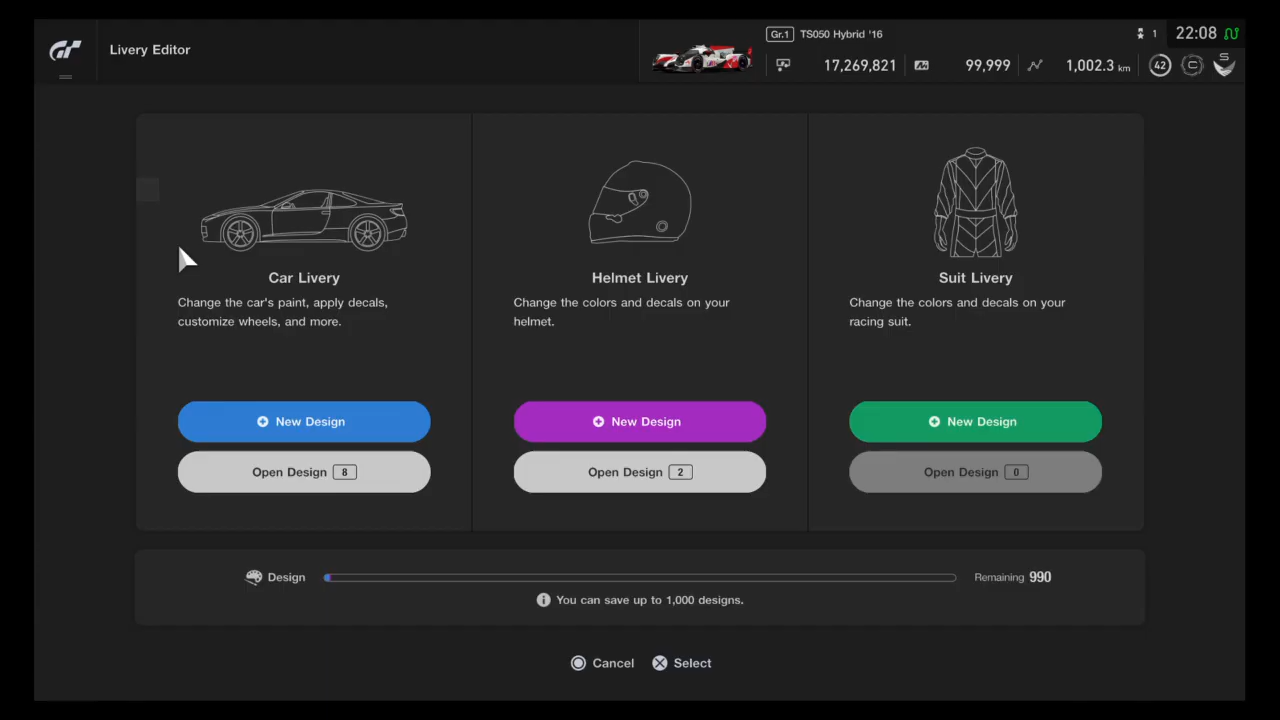 Livery Editor
Gr.1 TS050 Hybrid '16
1 22:08
17,269,821 99,999 1,002.3 km 42 C S
Car Livery
Change the car's paint, apply decals,
customize wheels, and more.
New Design
Open Design 8
Helmet Livery
Change the colors and decals on your
helmet.
New Design
Open Design 2
Suit Livery
Change the colors and decals on your
racing suit.
New Design
Open Design 0
Design Remaining 990
You can save up to 1,000 designs.
Cancel Select